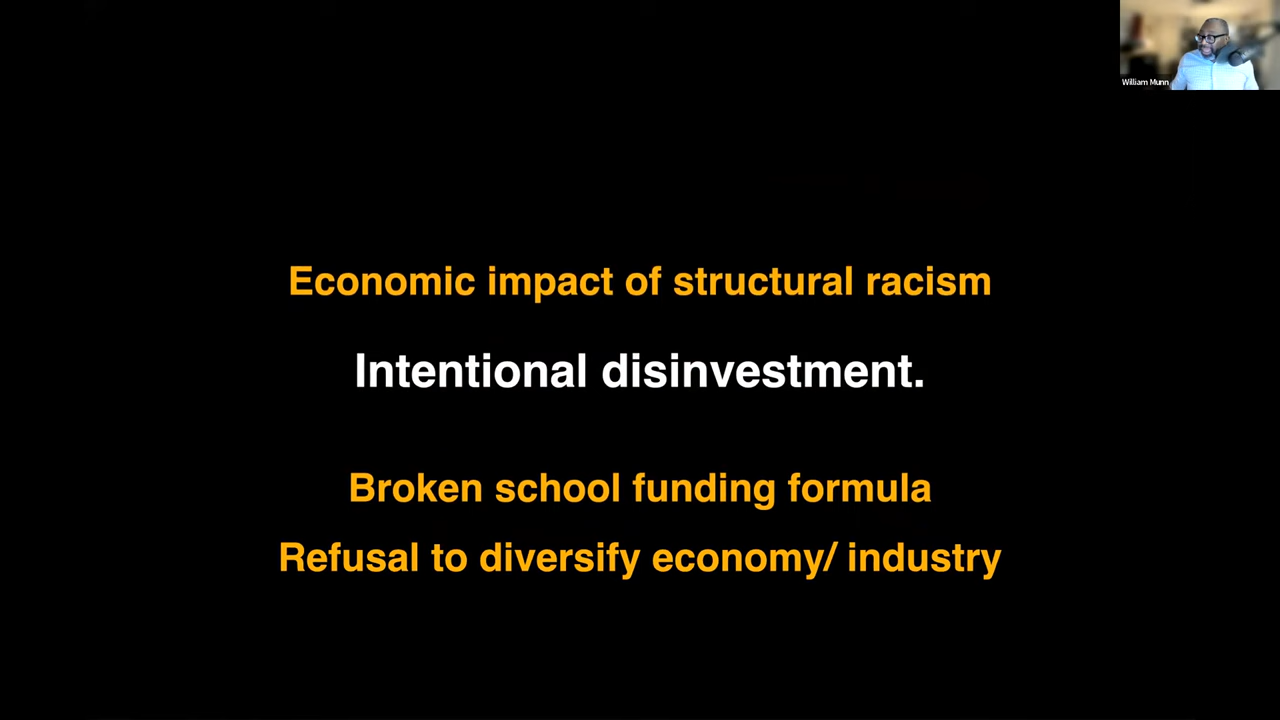 William Munn
Economic impact of structural racism
Intentional disinvestment.
Broken school funding formula
Refusal to diversify economy/ industry